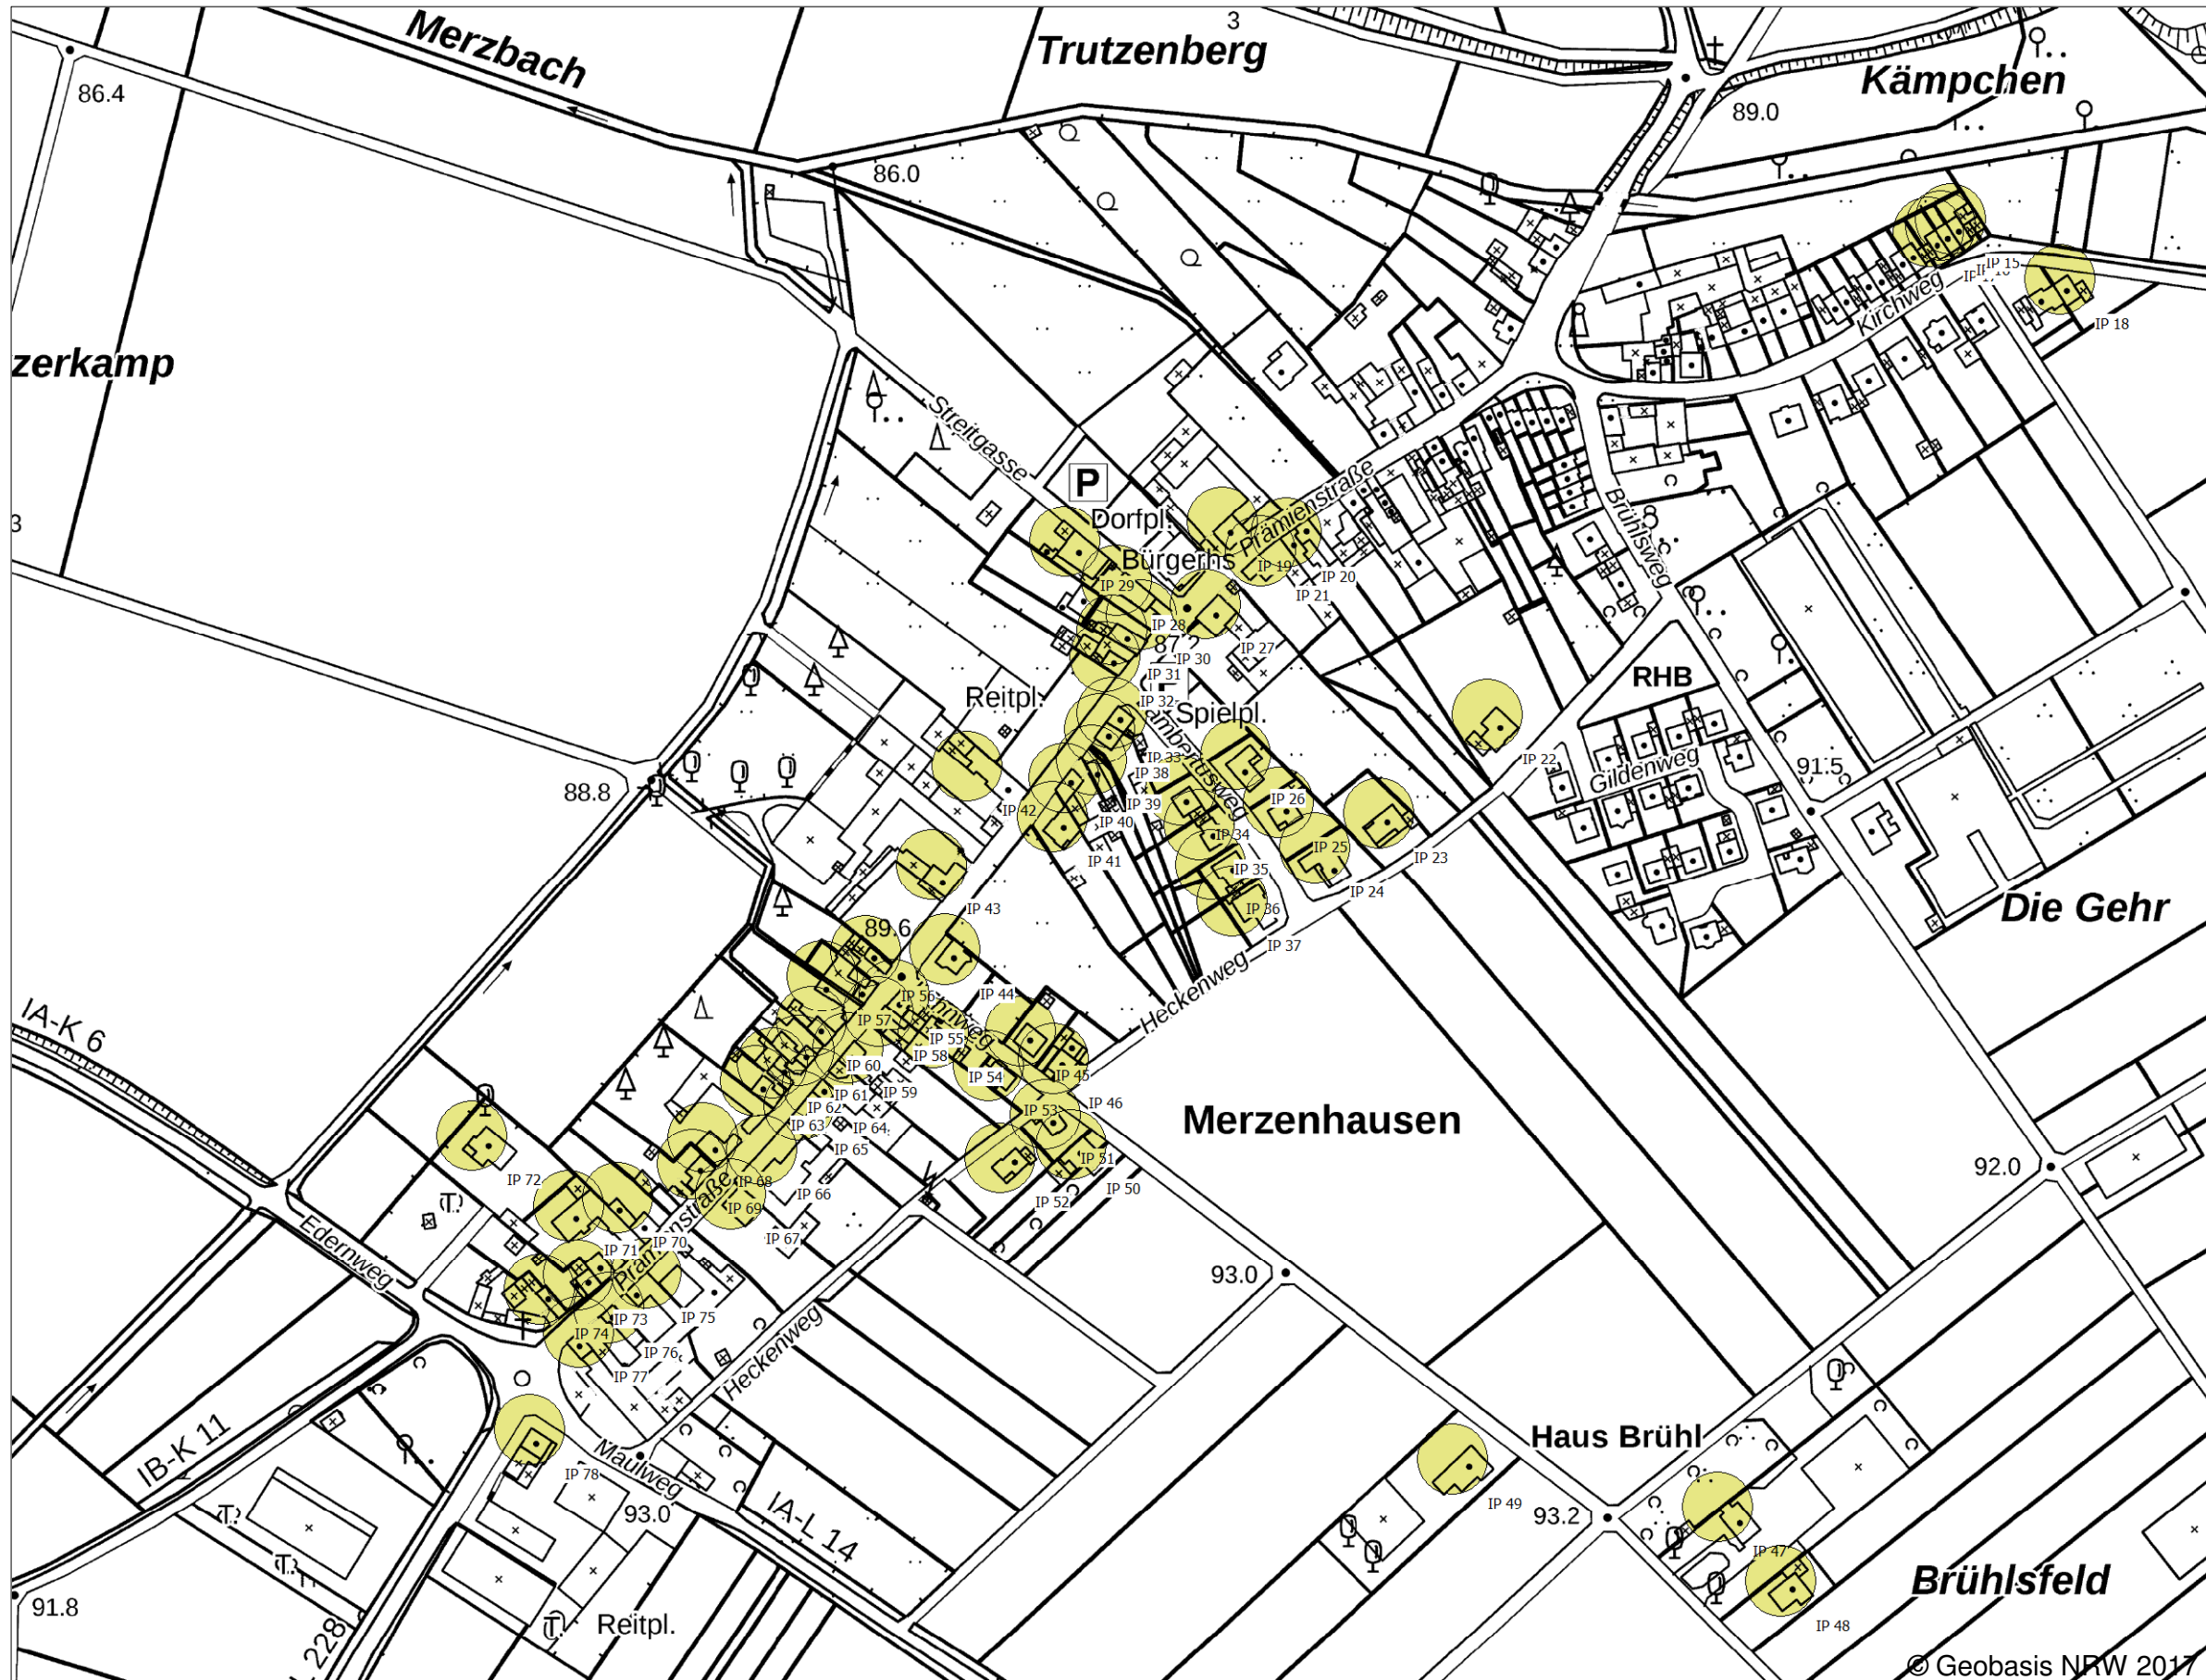 3
Merzbach
Trutzenberg
Kämpchen
86.4
89.0
86.0
IP 15
Kirchweg
IP 18
zerkamp
Streitgasse
P
Prämienstraße
Brühlsweg
Dorfpl.
3
Bürgerhs
IP 19
IP 20
IP 29
IP 21
IP 28
IP 27
IP 30
IP 31
RHB
Reitpl.
IP 32
Spielpl.
IP 33
IP 22
Gildenweg
91.5
IP 38
88.8
IP 42
IP 39
IP 26
IP 40
IP 34
IP 25
IP 41
IP 23
IP 35
IP 24
IP 43
IP 36
Die Gehr
89.6
IP 37
Heckenweg
IP 56
IP 44
IA-K 6
IP 57
IP 55
IP 58
IP 60
IP 54
IP 45
IP 61
IP 59
IP 62
IP 53
IP 46
IP 63
IP 64
Merzenhausen
IP 65
IP 51
92.0
IP 72
IP 68
IP 66
IP 50
IP 52
IP 69
IP 67
Edernweg
IP 71
IP 70
93.0
IP 73
IP 75
IP 74
IP 76
IP 77
Heckenweg
IB-K 11
Haus Brühl
IP 78
Maulweg
93.0
IA-L 14
IP 49
93.2
IP 47
91.8
Reitpl.
Brühlsfeld
L 228
IP 48
© Geobasis NRW 2017